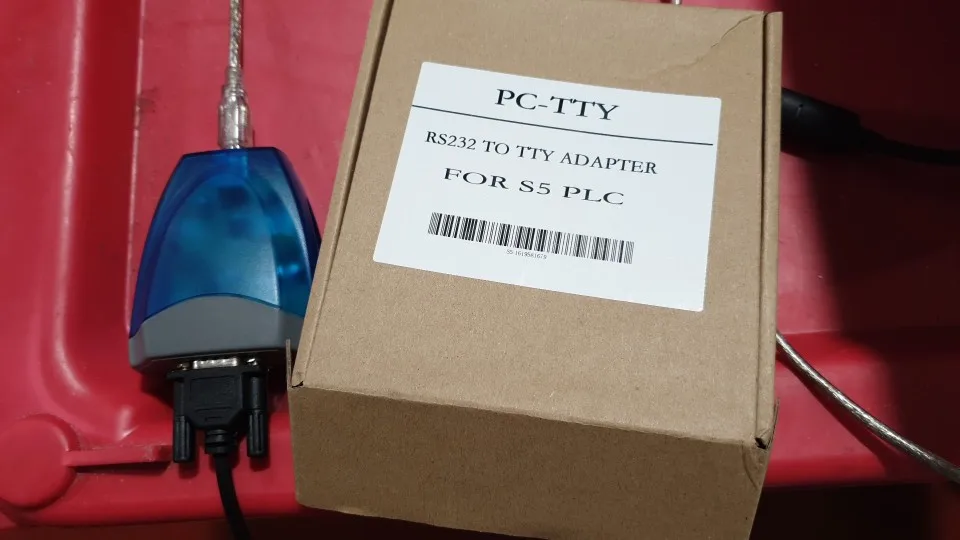 PC-TTY
RS232 TO TTY ADAPTER
FOR S5 PLC